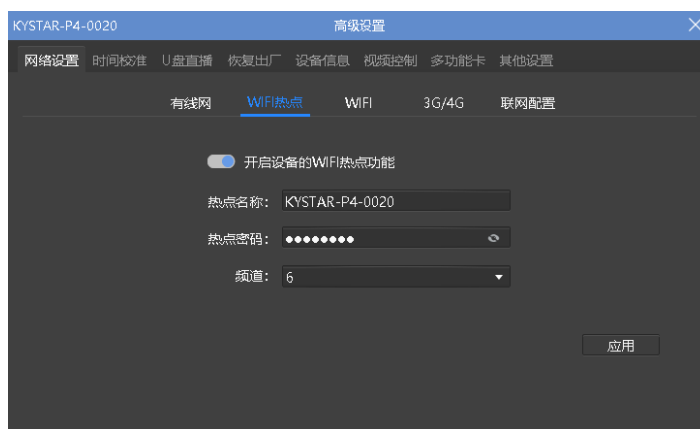 KYSTAR-P4-0020 高级设置
网络设置 时间校准 U盘直播 恢复出厂 设备信息 视频控制 多功能卡 其他设置
有线网 WIFI热点 WIFI 3G/4G 联网配置
开启设备的WIFI热点功能
热点名称: KYSTAR-P4-0020
热点密码: ●●●●●●●●
频道: 6
应用